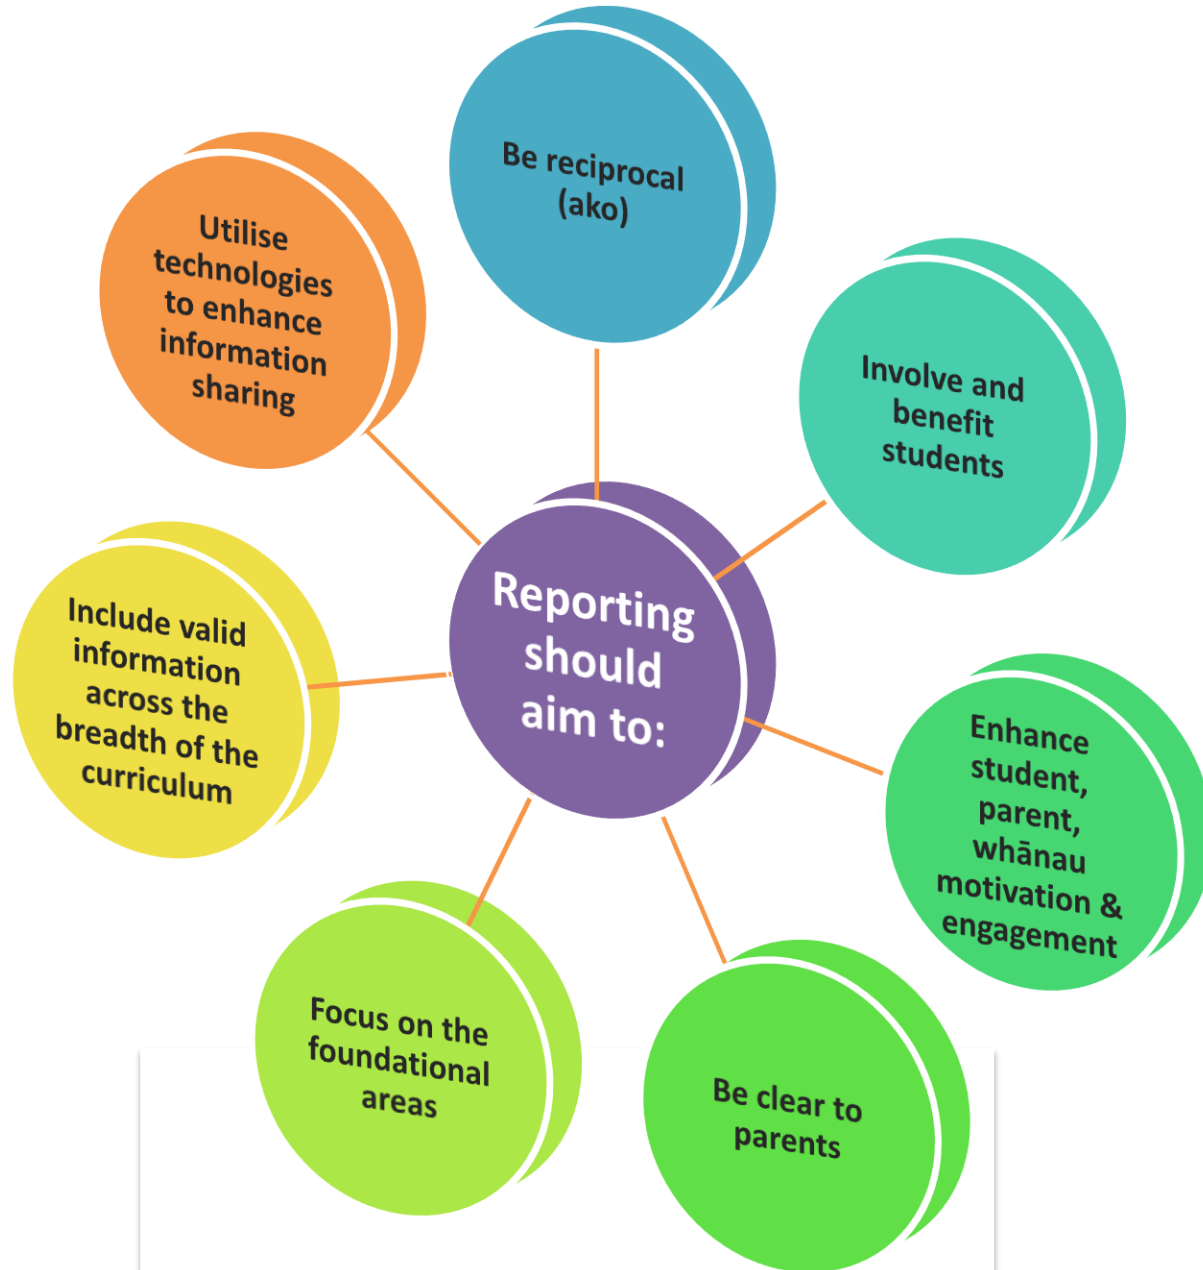 Reporting
should
aim to:
Be reciprocal
(ako)
Involve and
benefit
students
Enhance
student,
parent,
whānau
motivation &
engagement
Be clear to
parents
Focus on the
foundational
areas
Include valid
information
across the
breadth of the
curriculum
Utilise
technologies
to enhance
information
sharing